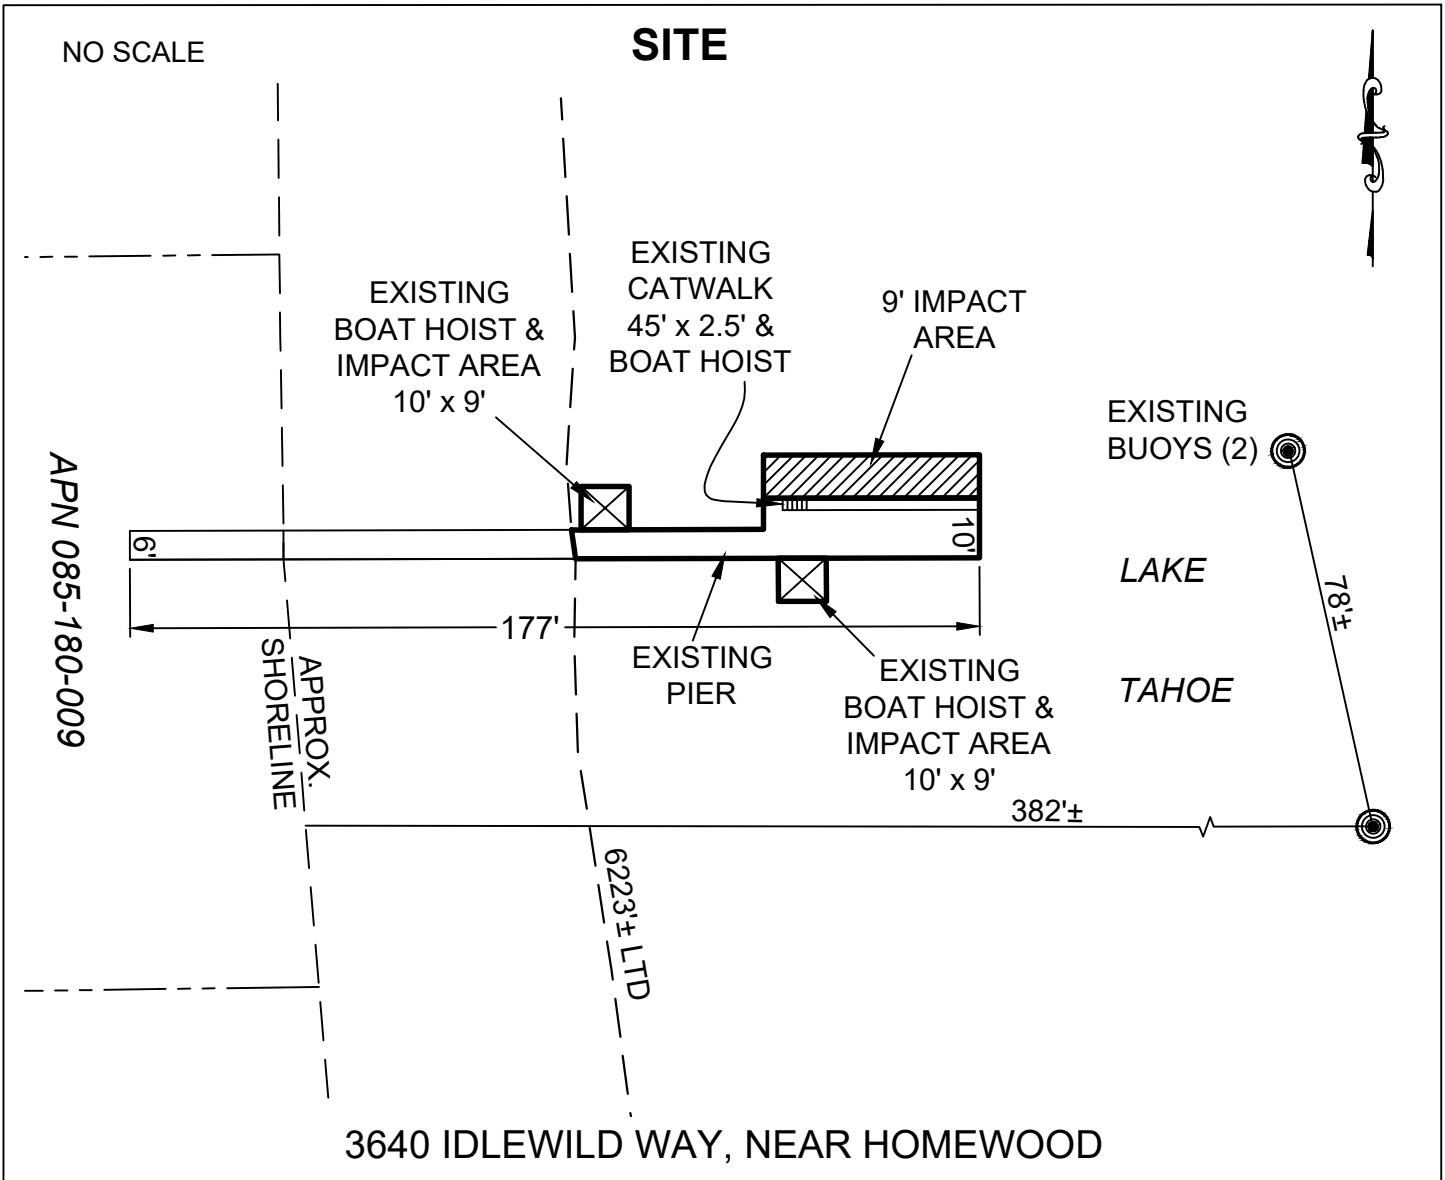 NO SCALE
SITE
EXISTING
BOAT HOIST &
IMPACT AREA
10' x 9'
EXISTING
CATWALK
45' x 2.5' &
BOAT HOIST
9' IMPACT
AREA
EXISTING
BUOYS (2)
APN 085-180-009
6'
10'
177'
LAKE
TAHOE
78'±
APPROX.
SHORELINE
EXISTING
PIER
EXISTING
BOAT HOIST &
IMPACT AREA
10' x 9'
382'±
6223'± LTD
3640 IDLEWILD WAY, NEAR HOMEWOOD